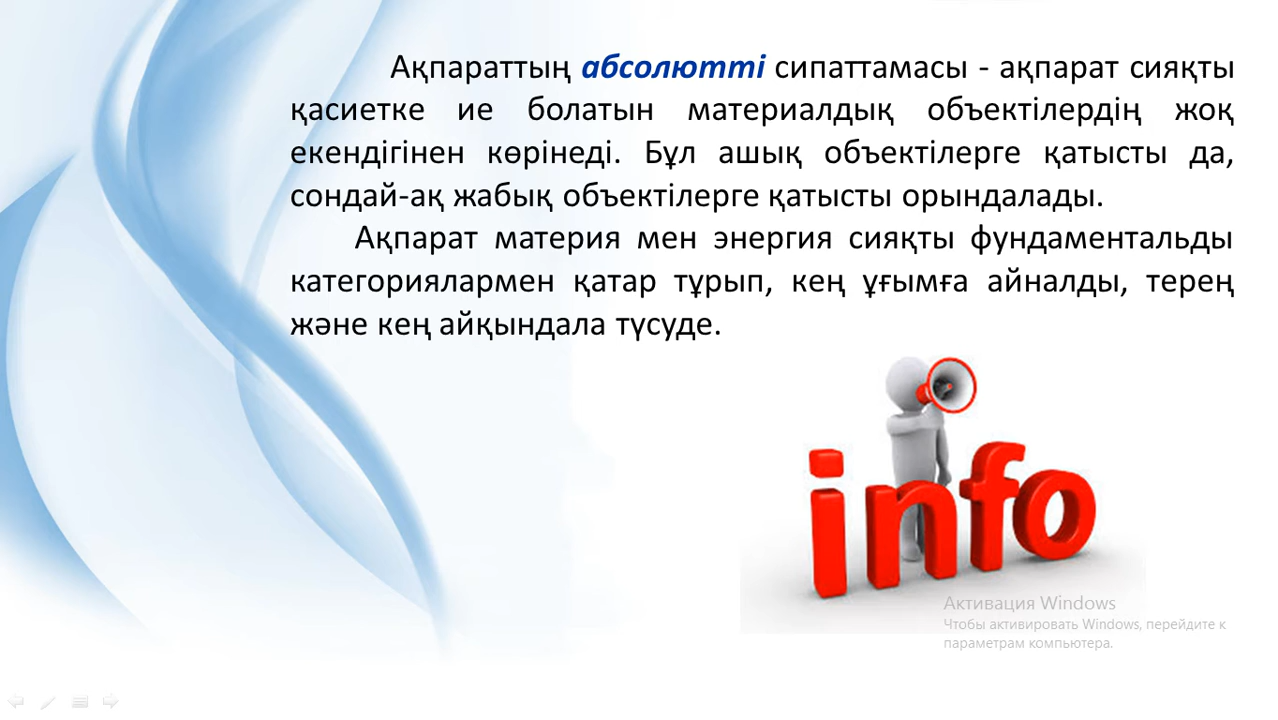 Ақпараттың абсолютті сипаттамасы - ақпарат сияқты
қасиетке ие болатын материалдық объектілердің жоқ
екендігінен көрінеді. Бұл ашық объектілерге қатысты да,
сондай-ақ жабық объектілерге қатысты орындалады.
Ақпарат материя мен энергия сияқты фундаментальды
категориялармен қатар тұрып, кең ұғымға айналды, терең
және кең айқындала түсуде.
info
Активация Windows
Чтобы активировать Windows, перейдите к
параметрам компьютера.